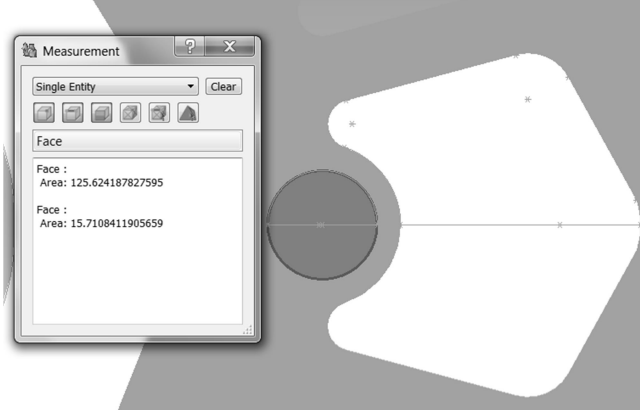 Measurement
?
Single Entity
Clear
Face
Face :
Area: 125.624187827595
Face :
Area: 15.7108411905659